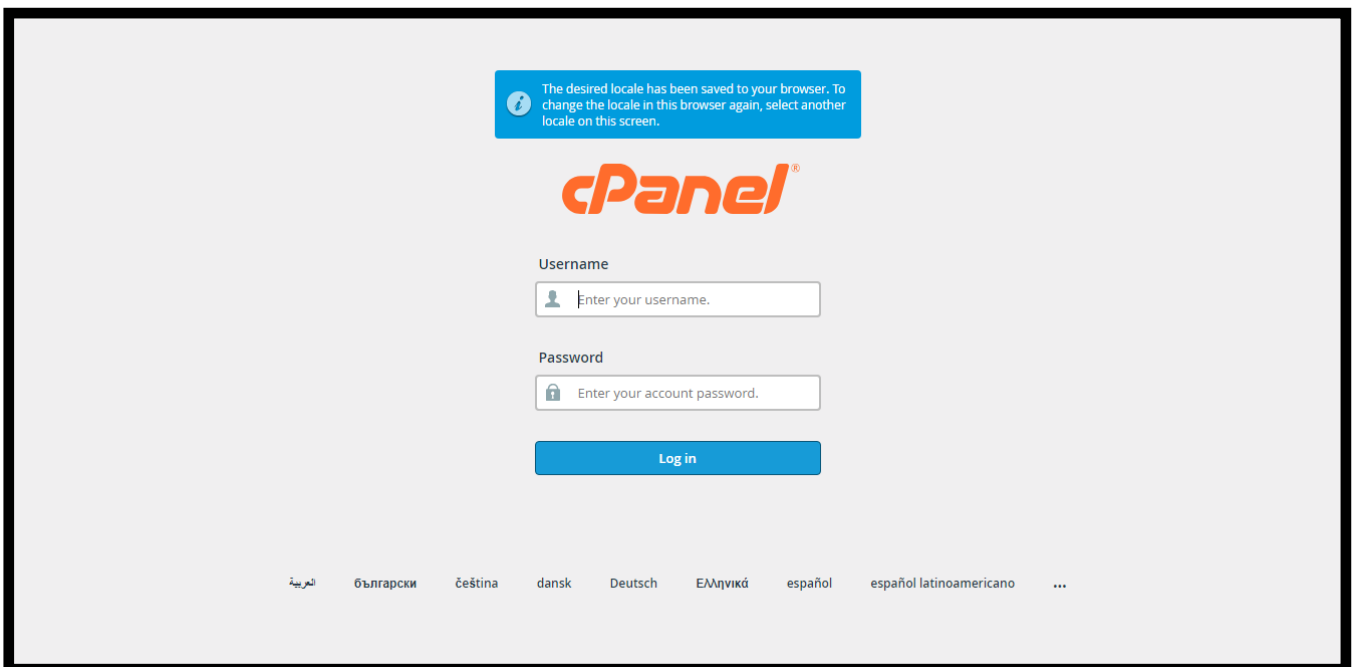 The desired locale has been saved to your browser. To
change the locale in this browser again, select another
locale on this screen.
cPanel®
Username
Enter your username.
Password
Enter your account password.
Log in
العربية български čeština dansk Deutsch Ελληνικά español español latinoamericano ...